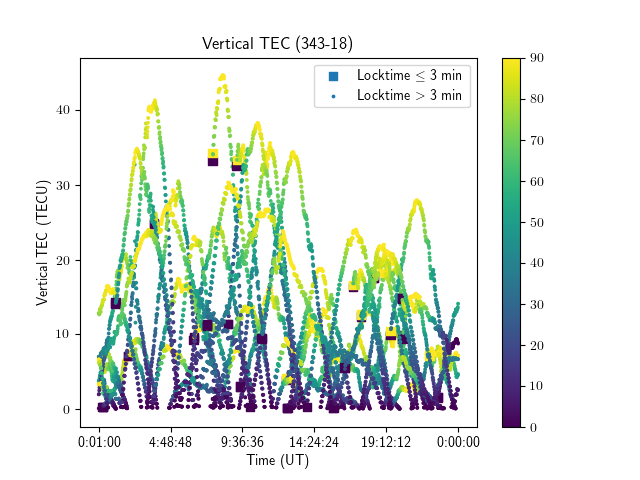 Vertical TEC (343-18)
Locktime ≤ 3 min
Locktime > 3 min
Vertical TEC (TECU)
40
30
20
10
0
0:01:00 4:48:48 9:36:36 14:24:24 19:12:12 0:00:00
Time (UT)
90
80
70
60
50
40
30
20
10
0